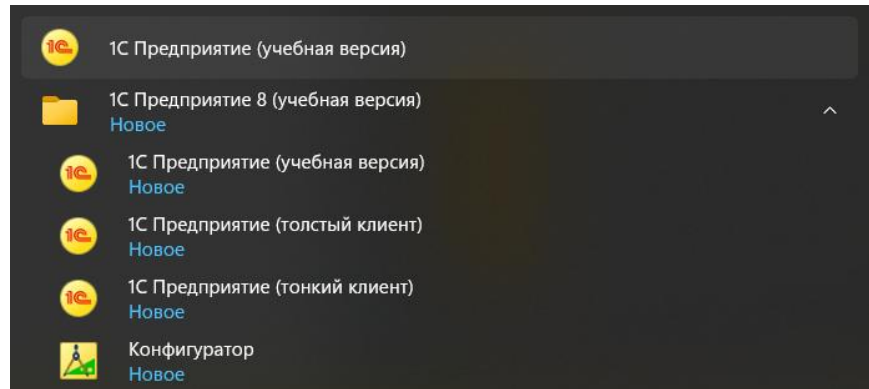 1С Предприятие (учебная версия)
1С Предприятие 8 (учебная версия)
Новое
1С Предприятие (учебная версия)
Новое
1С Предприятие (толстый клиент)
Новое
1С Предприятие (тонкий клиент)
Новое
Конфигуратор
Новое